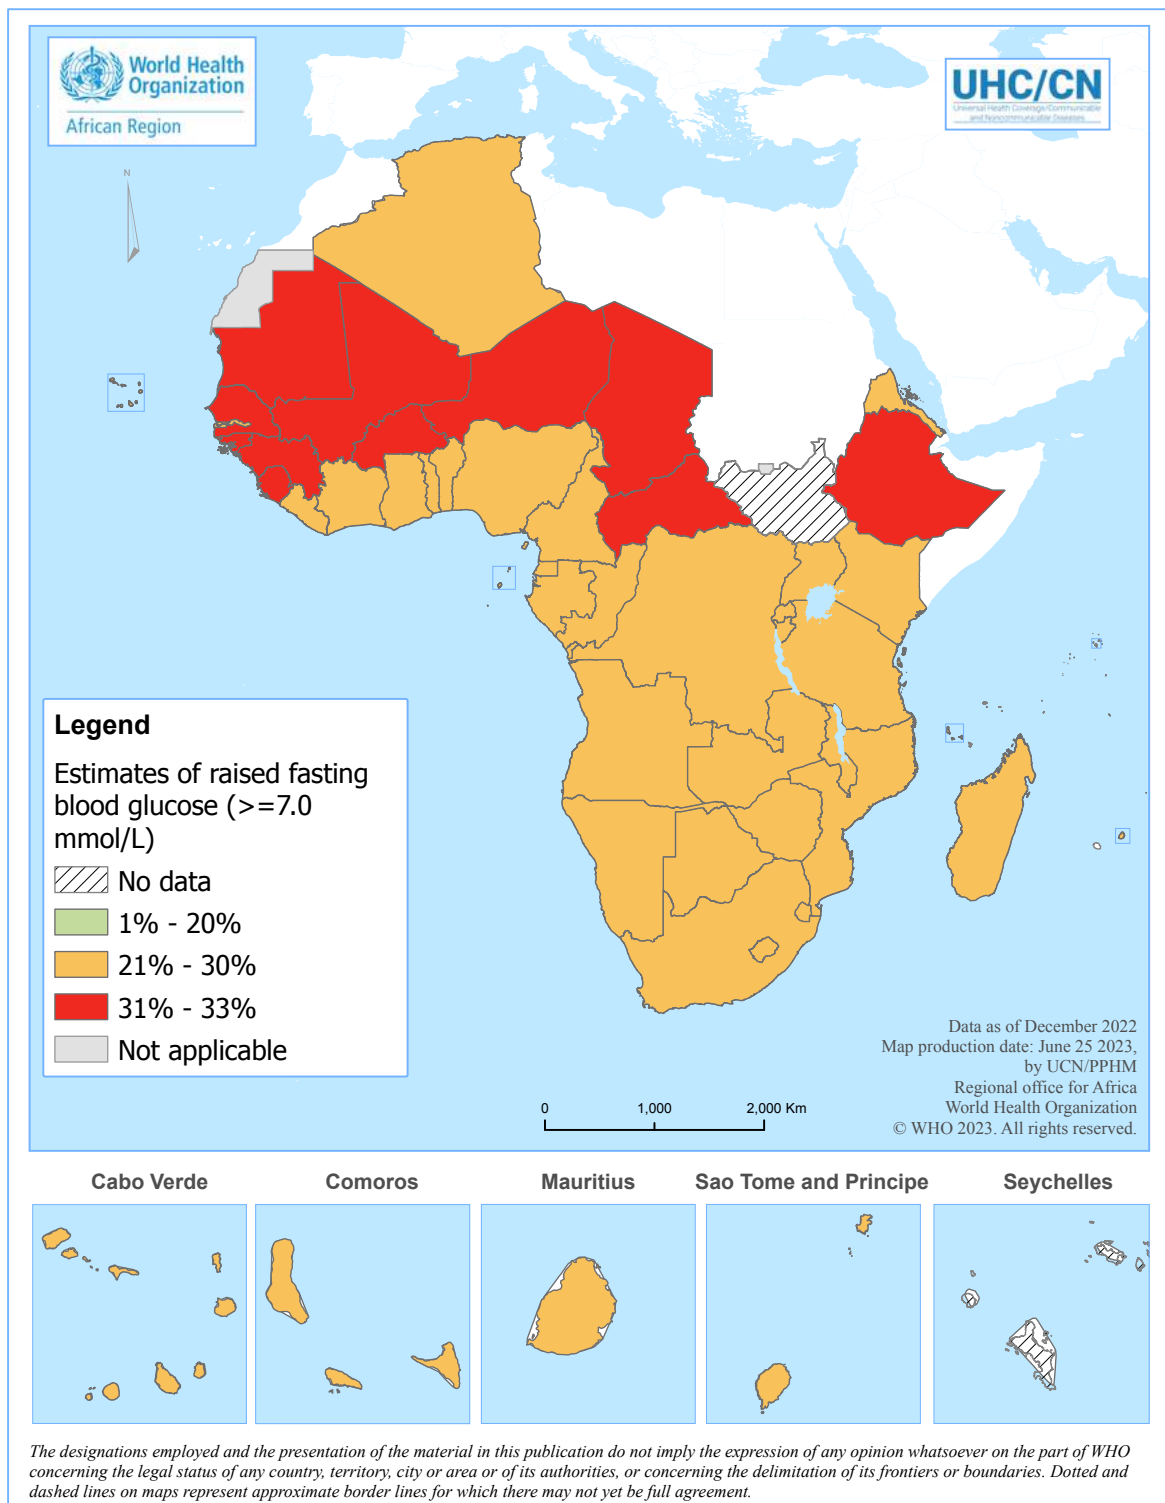 World Health
Organization
African Region
UHC/CN
Universal Health Coverage/Communicable
and Noncommunicable Diseases
N
Legend
Estimates of raised fasting
blood glucose (>=7.0
mmol/L)
No data
1% - 20%
21% - 30%
31% - 33%
Not applicable
Data as of December 2022
Map production date: June 25 2023,
by UCN/PPHM
Regional office for Africa
World Health Organization
© WHO 2023. All rights reserved.
0 1,000 2,000 Km
Cabo Verde
Comoros
Mauritius
Sao Tome and Principe
Seychelles
The designations employed and the presentation of the material in this publication do not imply the expression of any opinion whatsoever on the part of WHO
concerning the legal status of any country, territory, city or area or of its authorities, or concerning the delimitation of its frontiers or boundaries. Dotted and
dashed lines on maps represent approximate border lines for which there may not yet be full agreement.